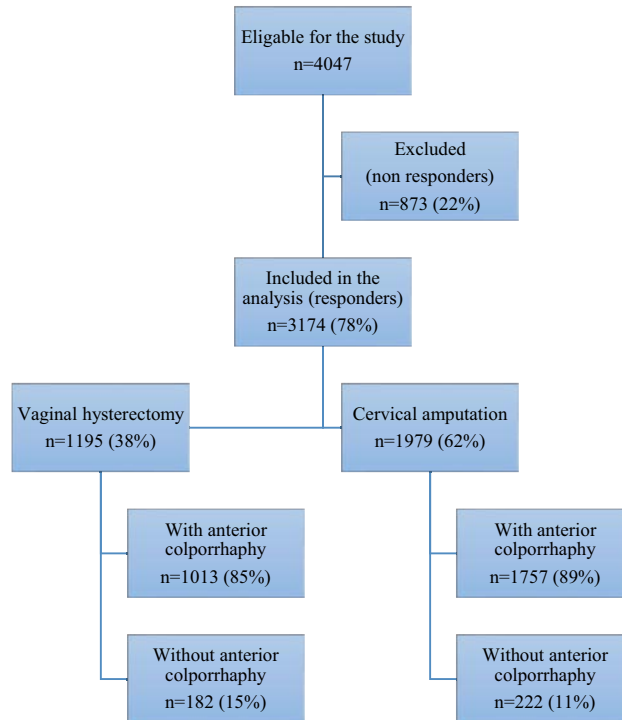 Eligable for the study
n=4047
Excluded
(non responders)
n=873 (22%)
Included in the
analysis (responders)
n=3174 (78%)
Vaginal hysterectomy
n=1195 (38%)
Cervical amputation
n=1979 (62%)
With anterior
colporrhaphy
n=1013 (85%)
With anterior
colporrhaphy
n=1757 (89%)
Without anterior
colporrhaphy
n=182 (15%)
Without anterior
colporrhaphy
n=222 (11%)